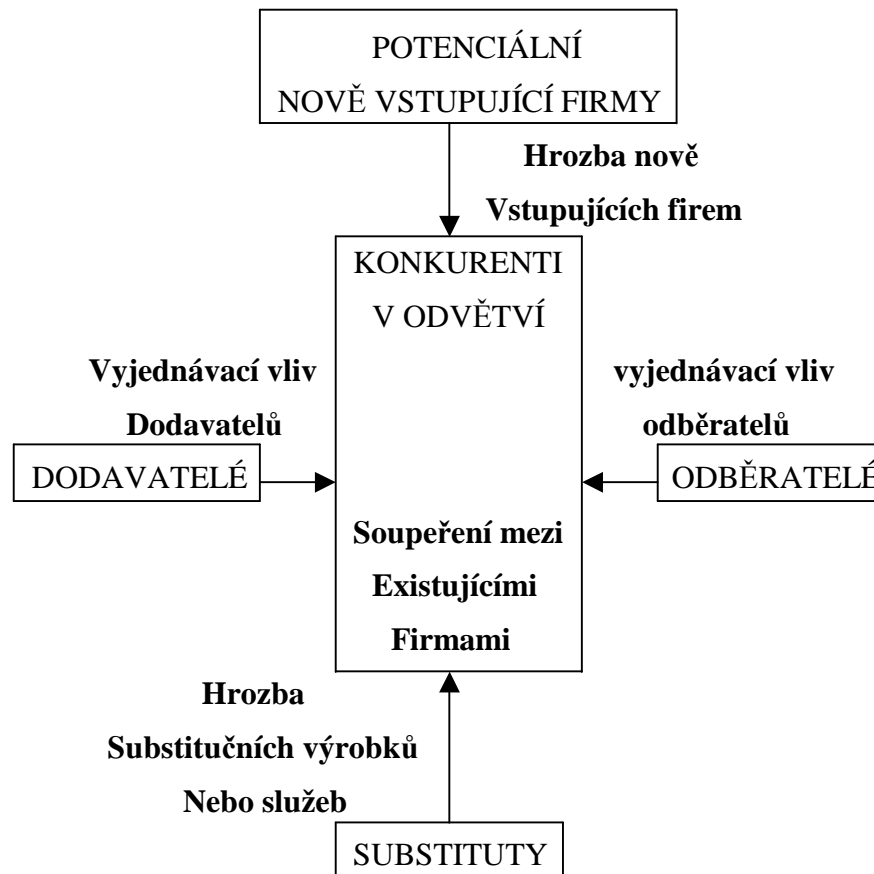 POTENCIÁLNÍ
NOVĚ VSTUPUJÍCÍ FIRMY
Hrozba nově
Vstupujících firem
KONKURENTI
V ODVĚTVÍ
Vyjednávací vliv
Dodavatelů
DODAVATELÉ
vyjednávací vliv
odběratelů
ODBĚRATELÉ
Soupeření mezi
Existujícími
Firmami
Hrozba
Substitučních výrobků
Nebo služeb
SUBSTITUTY